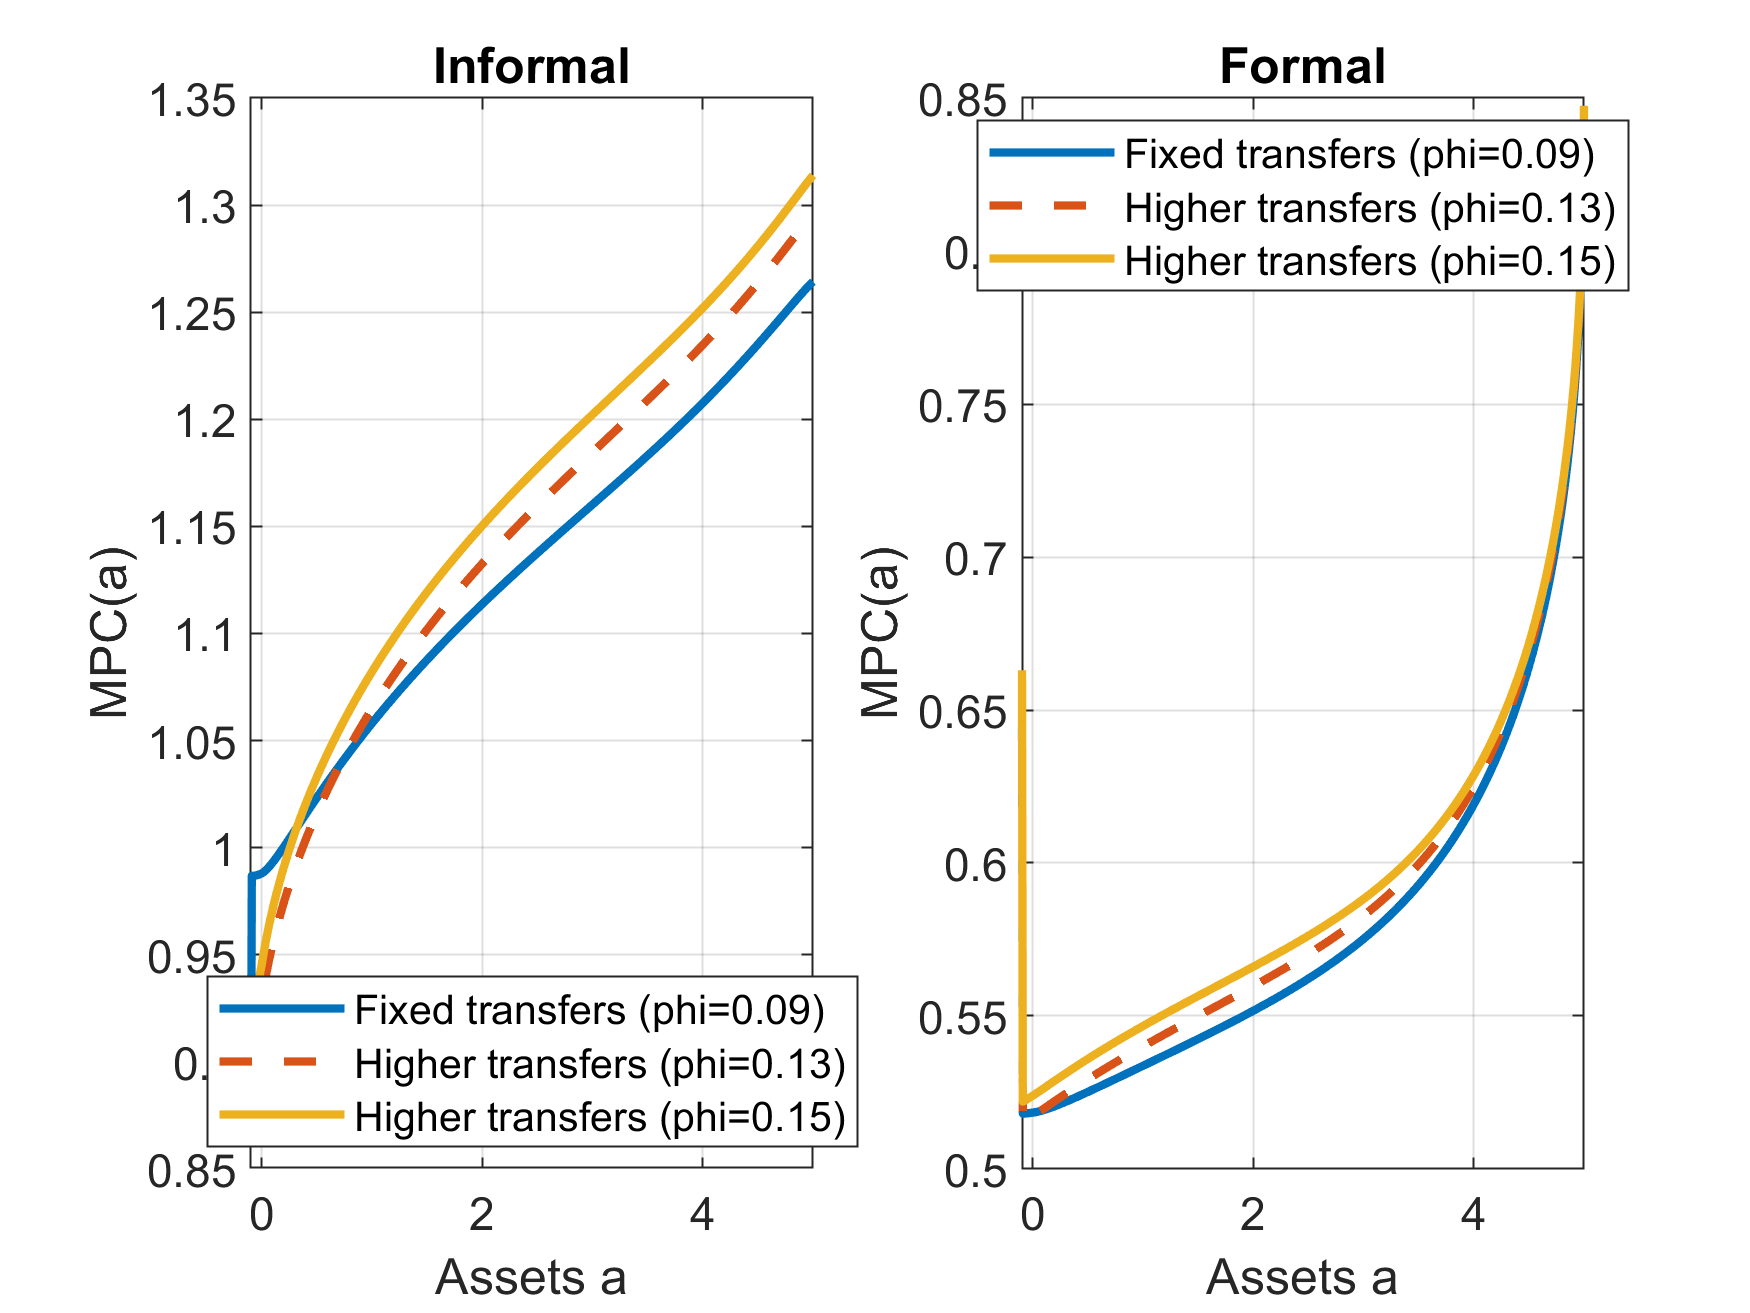 Informal
1.35
1.3
1.25
1.2
1.15
1.1
1.05
1
0.95
0.
0.85
MPC(a)
0
2
4
Assets a
Fixed transfers (phi=0.09)
Higher transfers (phi=0.13)
Higher transfers (phi=0.15)
Formal
0.85
0.
0.75
0.7
0.65
0.6
0.55
0.5
MPC(a)
0
2
4
Assets a
Fixed transfers (phi=0.09)
Higher transfers (phi=0.13)
Higher transfers (phi=0.15)